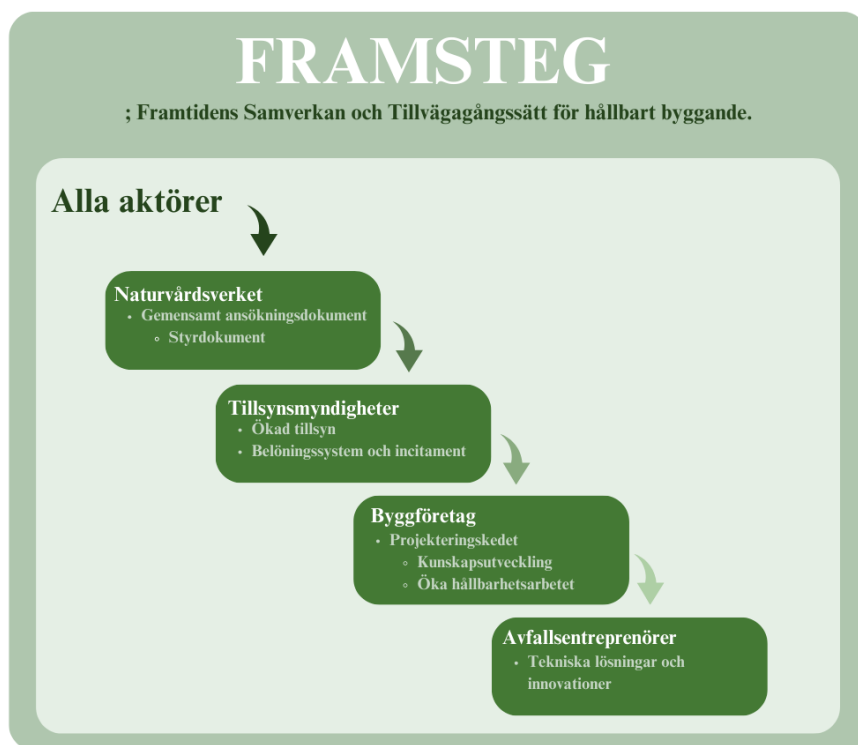 FRAMSTEG
; Framtidens Samverkan och Tillvägagångssätt för hållbart byggande.
Alla aktörer
Naturvårdsverket
• Gemensamt ansökningsdokument
◦ Styrdokument
Tillsynsmyndigheter
• Ökad tillsyn
• Belöningssystem och incitament
Byggföretag
• Projekteringskedet
◦ Kunskapsutveckling
◦ Öka hållbarhetsarbetet
Avfallsentreprenörer
• Tekniska lösningar och
innovationer